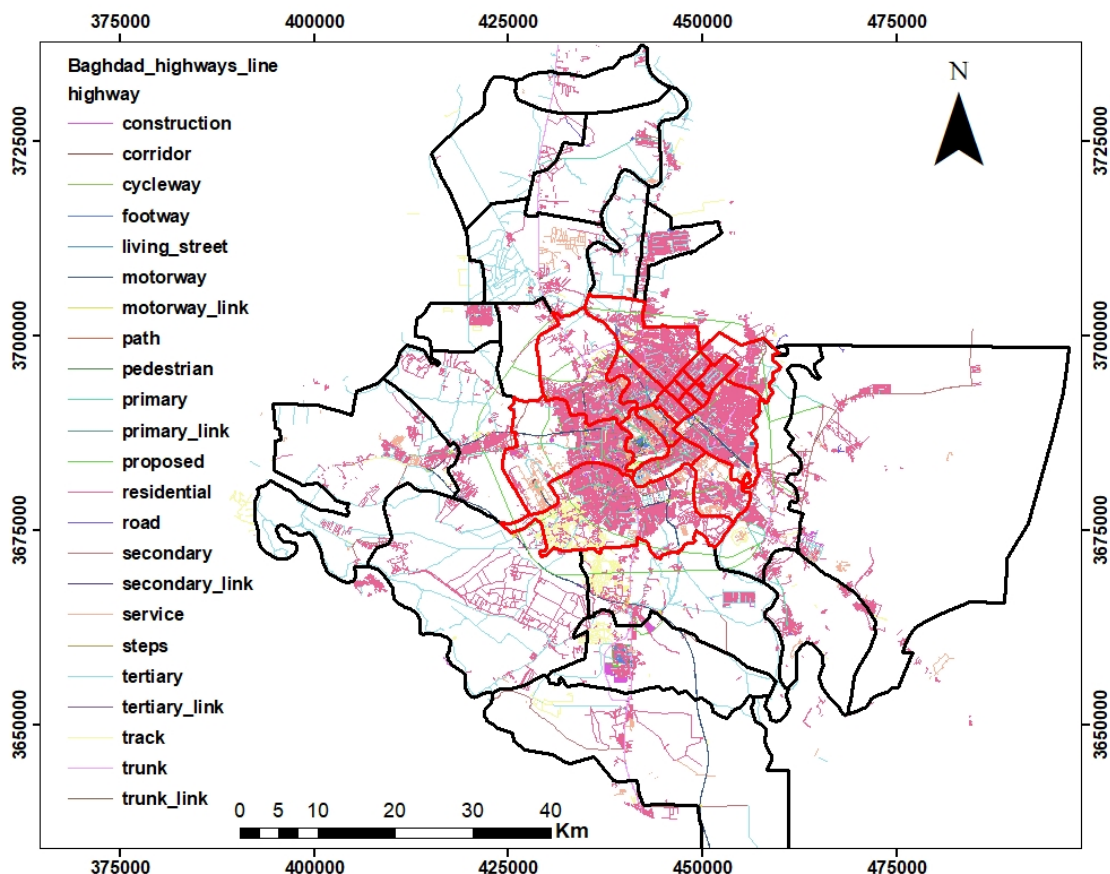 375000 400000 425000 450000 475000
Baghdad_highways_line
highway
construction
corridor
cycleway
footway
living_street
motorway
motorway_link
path
pedestrian
primary
primary_link
proposed
residential
road
secondary
secondary_link
service
steps
tertiary
tertiary_link
track
trunk
trunk_link
N
3725000
3700000
3675000
3650000
3725000
3700000
3675000
3650000
0 5 10 20 30 40
Km
375000 400000 425000 450000 475000